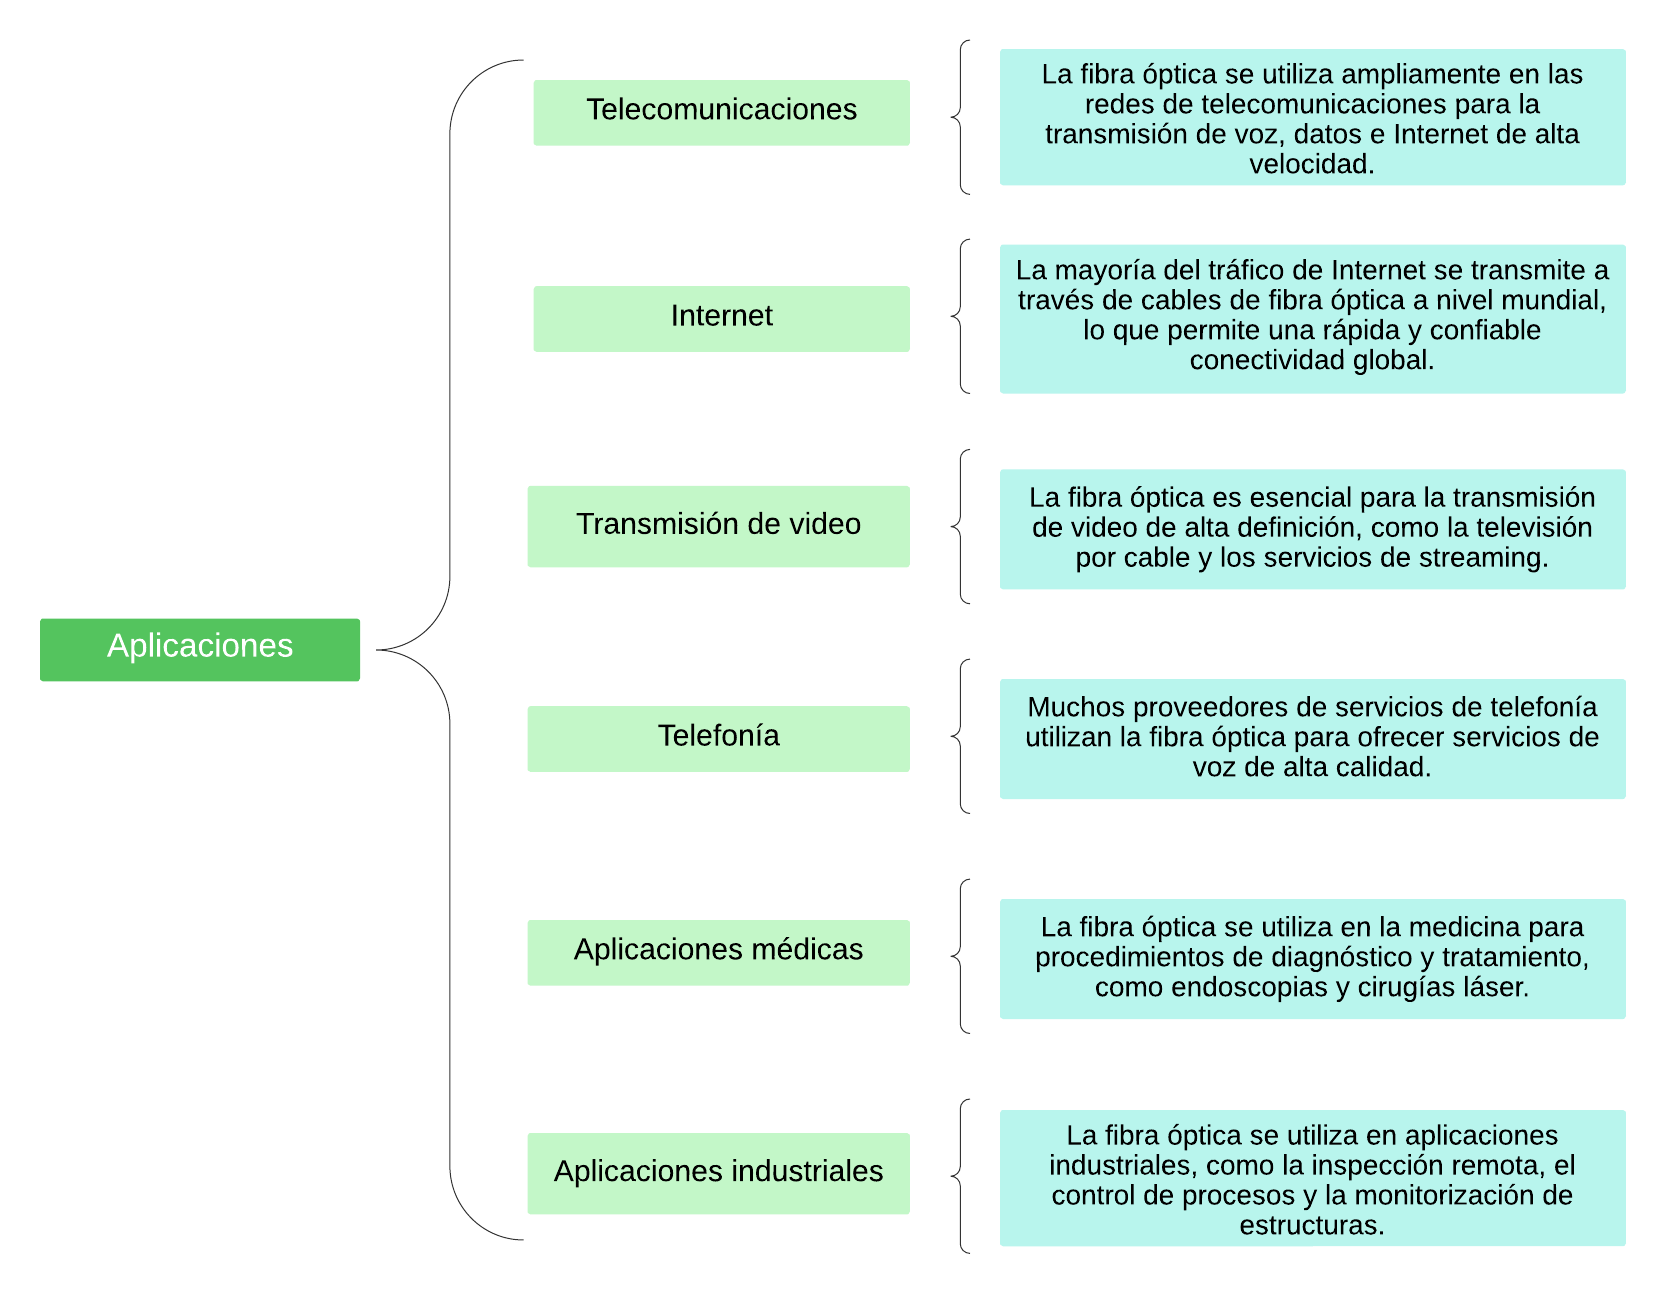 Aplicaciones
Telecomunicaciones
La fibra óptica se utiliza ampliamente en las
redes de telecomunicaciones para la
transmisión de voz, datos e Internet de alta
velocidad.
Internet
La mayoría del tráfico de Internet se transmite a
través de cables de fibra óptica a nivel mundial,
lo que permite una rápida y confiable
conectividad global.
Transmisión de video
La fibra óptica es esencial para la transmisión
de video de alta definición, como la televisión
por cable y los servicios de streaming.
Telefonía
Muchos proveedores de servicios de telefonía
utilizan la fibra óptica para ofrecer servicios de
voz de alta calidad.
Aplicaciones médicas
La fibra óptica se utiliza en la medicina para
procedimientos de diagnóstico y tratamiento,
como endoscopias y cirugías láser.
Aplicaciones industriales
La fibra óptica se utiliza en aplicaciones
industriales, como la inspección remota, el
control de procesos y la monitorización de
estructuras.